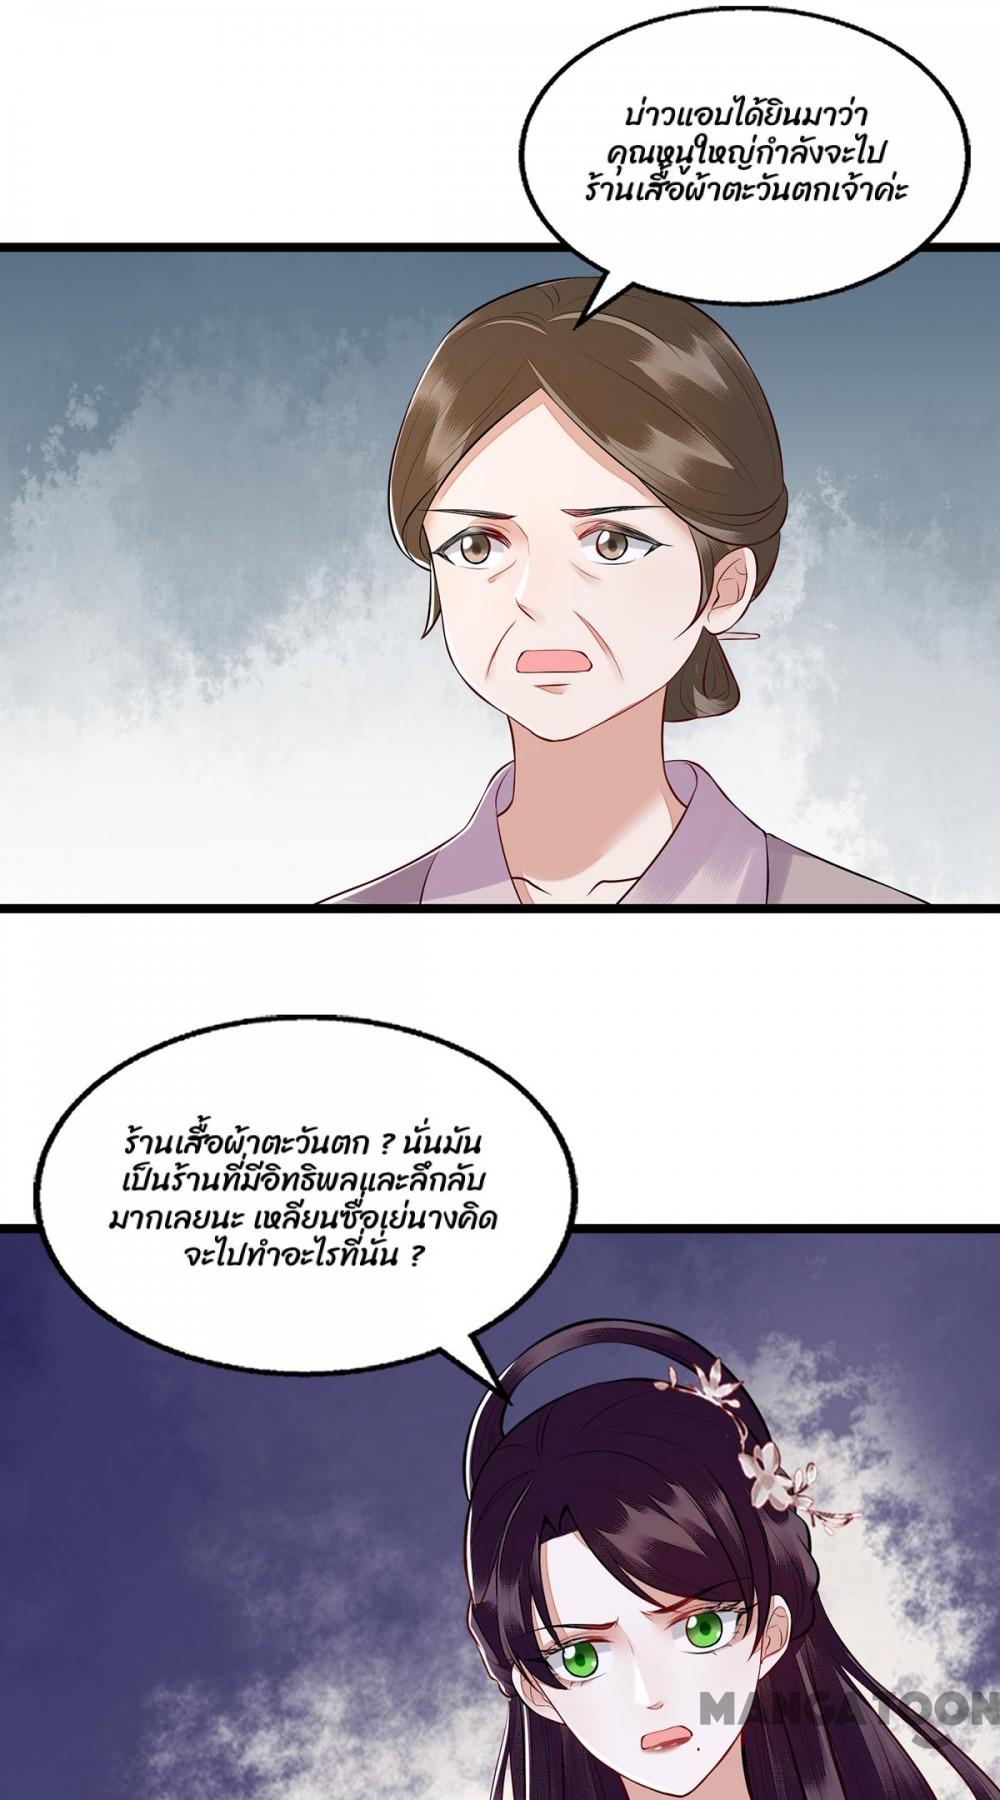 บ่าวแอบได้ยินมาว่า
คุณหนูใหญ่กำลังจะไป
ร้านเสื้อผ้าตะวันตกเจ้าค่ะ
ร้านเสื้อผ้าตะวันตก ? นั่นมัน
เป็นร้านที่มีอิทธิพลและลึกลับ
มากเลยนะ เหลียนซื่อเย่นางคิด
จะไปทำอะไรที่นั่น ?
MANGATOON